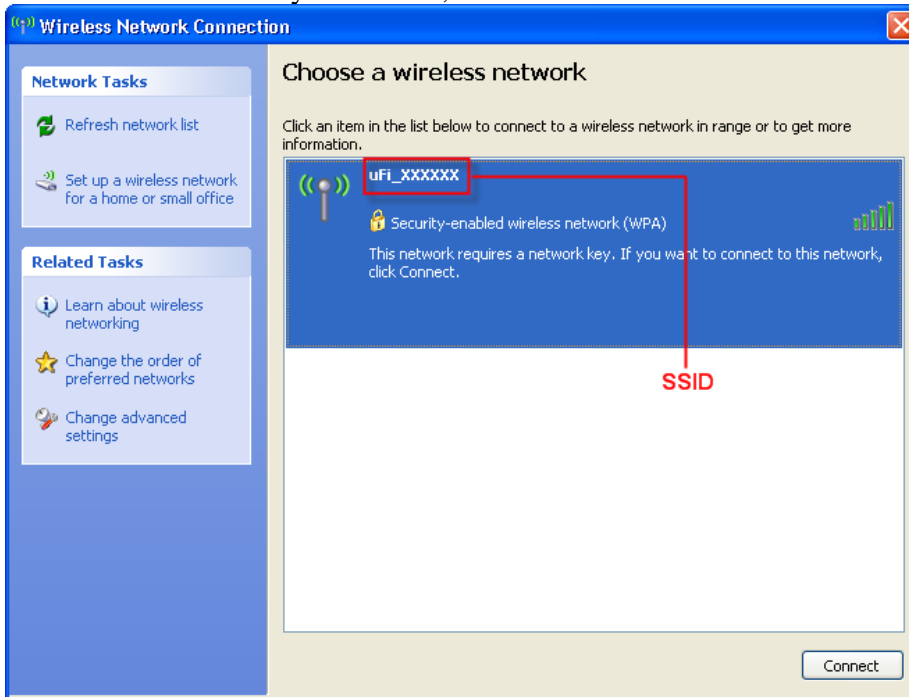 Wireless Network Connection
Network Tasks
Refresh network list
Set up a wireless network
for a home or small office
Related Tasks
Learn about wireless
networking
Change the order of
preferred networks
Change advanced
settings
Choose a wireless network
Click an item in the list below to connect to a wireless network in range or to get more
information.
uFi_XXXXXX
Security-enabled wireless network (WPA)
This network requires a network key. If you want to connect to this network,
click Connect.
SSID
Connect